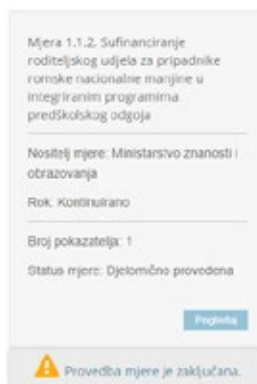 Mjera 1.1.2. Sufinanciranje
roditeljskog udjela za pripadnike
romske nacionalne manjine u
integriranim programima
predškolskog odgoja
Nositelj mjere: Ministarstvo znanosti i
obrazovanja
Rok: Kontinuirano
Broj pokazatelja: 1
Status mjere: Djelomično provedena
Pogledaj
Provedba mjere je zaključana.